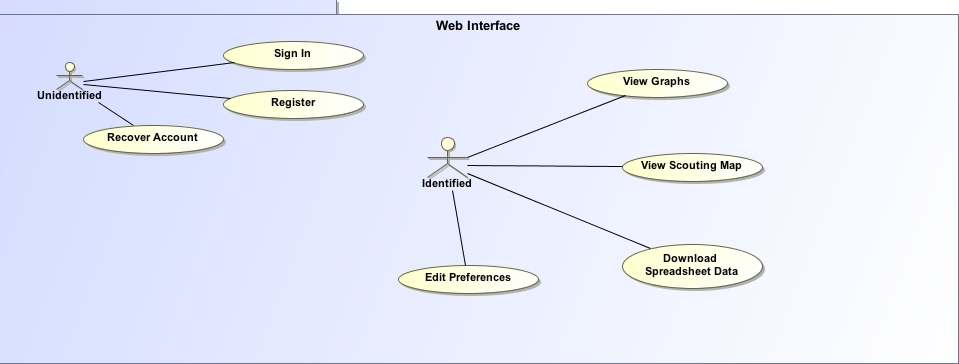 Web Interface
Sign In
Unidentified
Register
Recover Account
View Graphs
View Scouting Map
Identified
Download
Spreadsheet Data
Edit Preferences